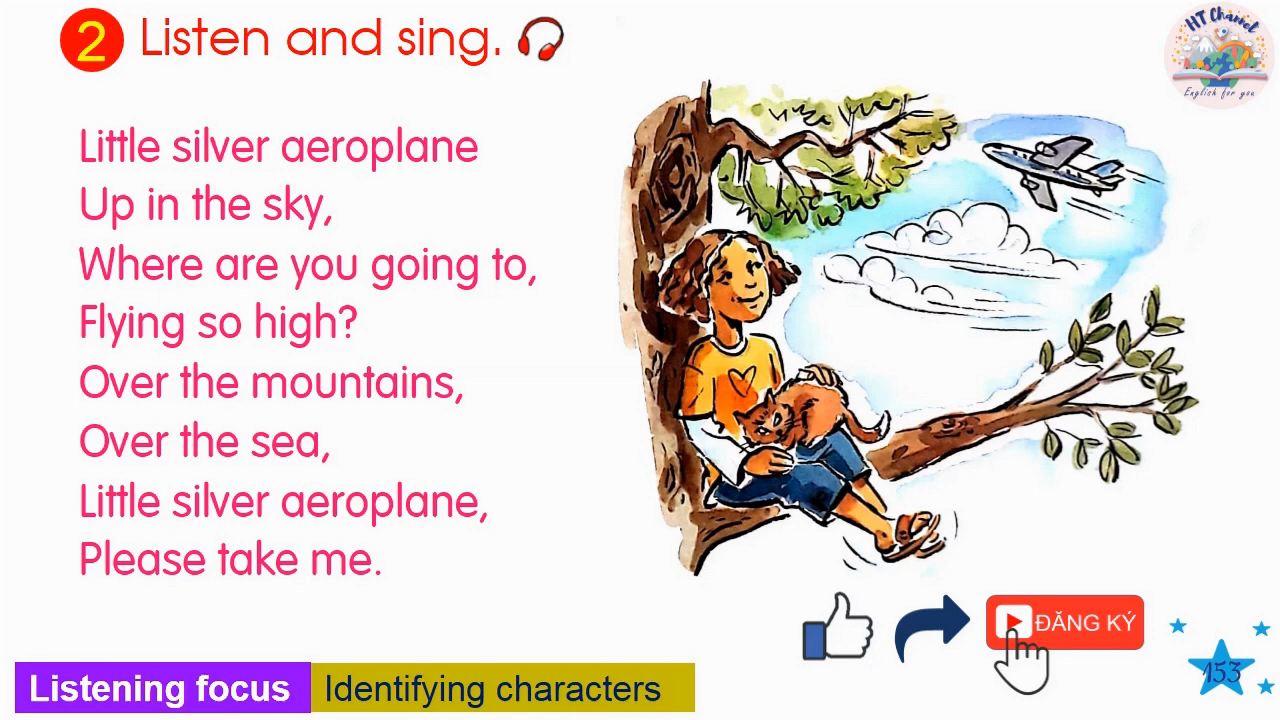 2 Listen and sing.
HT Channel
English for you
Little silver aeroplane
Up in the sky,
Where are you going to,
Flying so high?
Over the mountains,
Over the sea,
Little silver aeroplane,
Please take me.
ĐĂNG KÝ
153
Listening focus Identifying characters